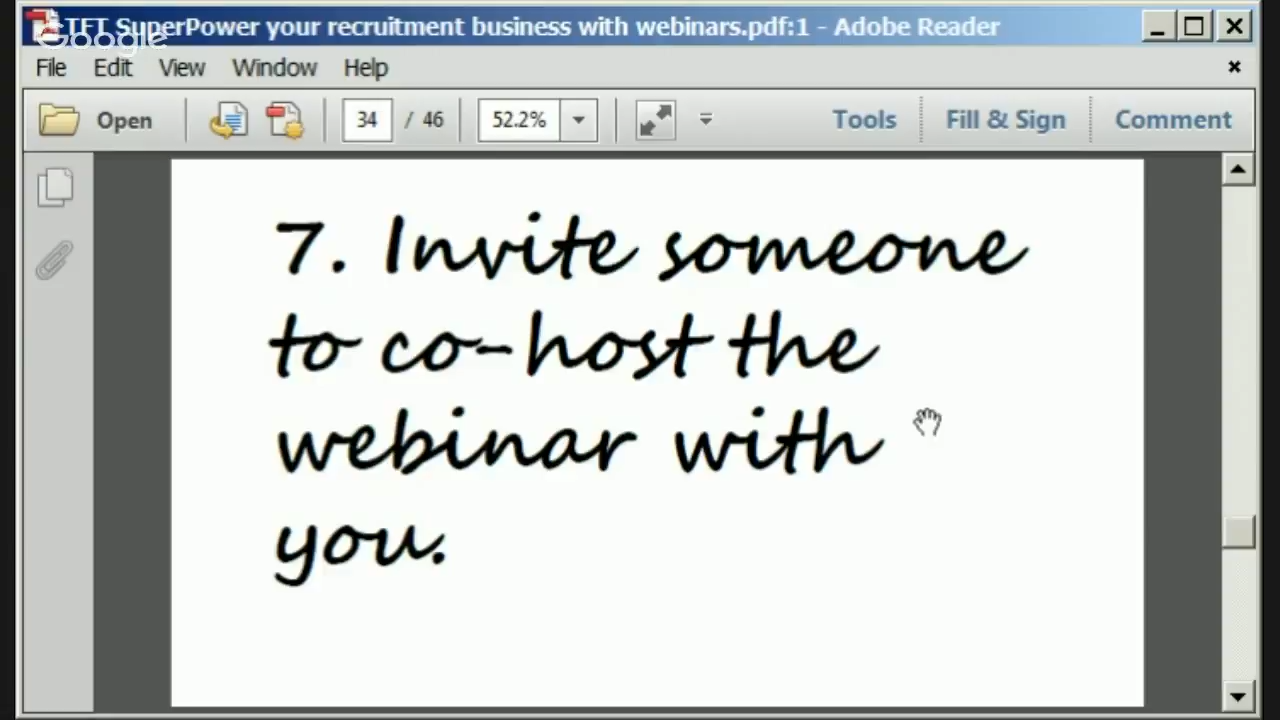 TFT SuperPower your recruitment business with webinars.pdf:1 - Adobe Reader
Google
File Edit View Window Help
Open 34 / 46 52.2% Tools Fill & Sign Comment
7. Invite someone
to co-host the
webinar with
you.